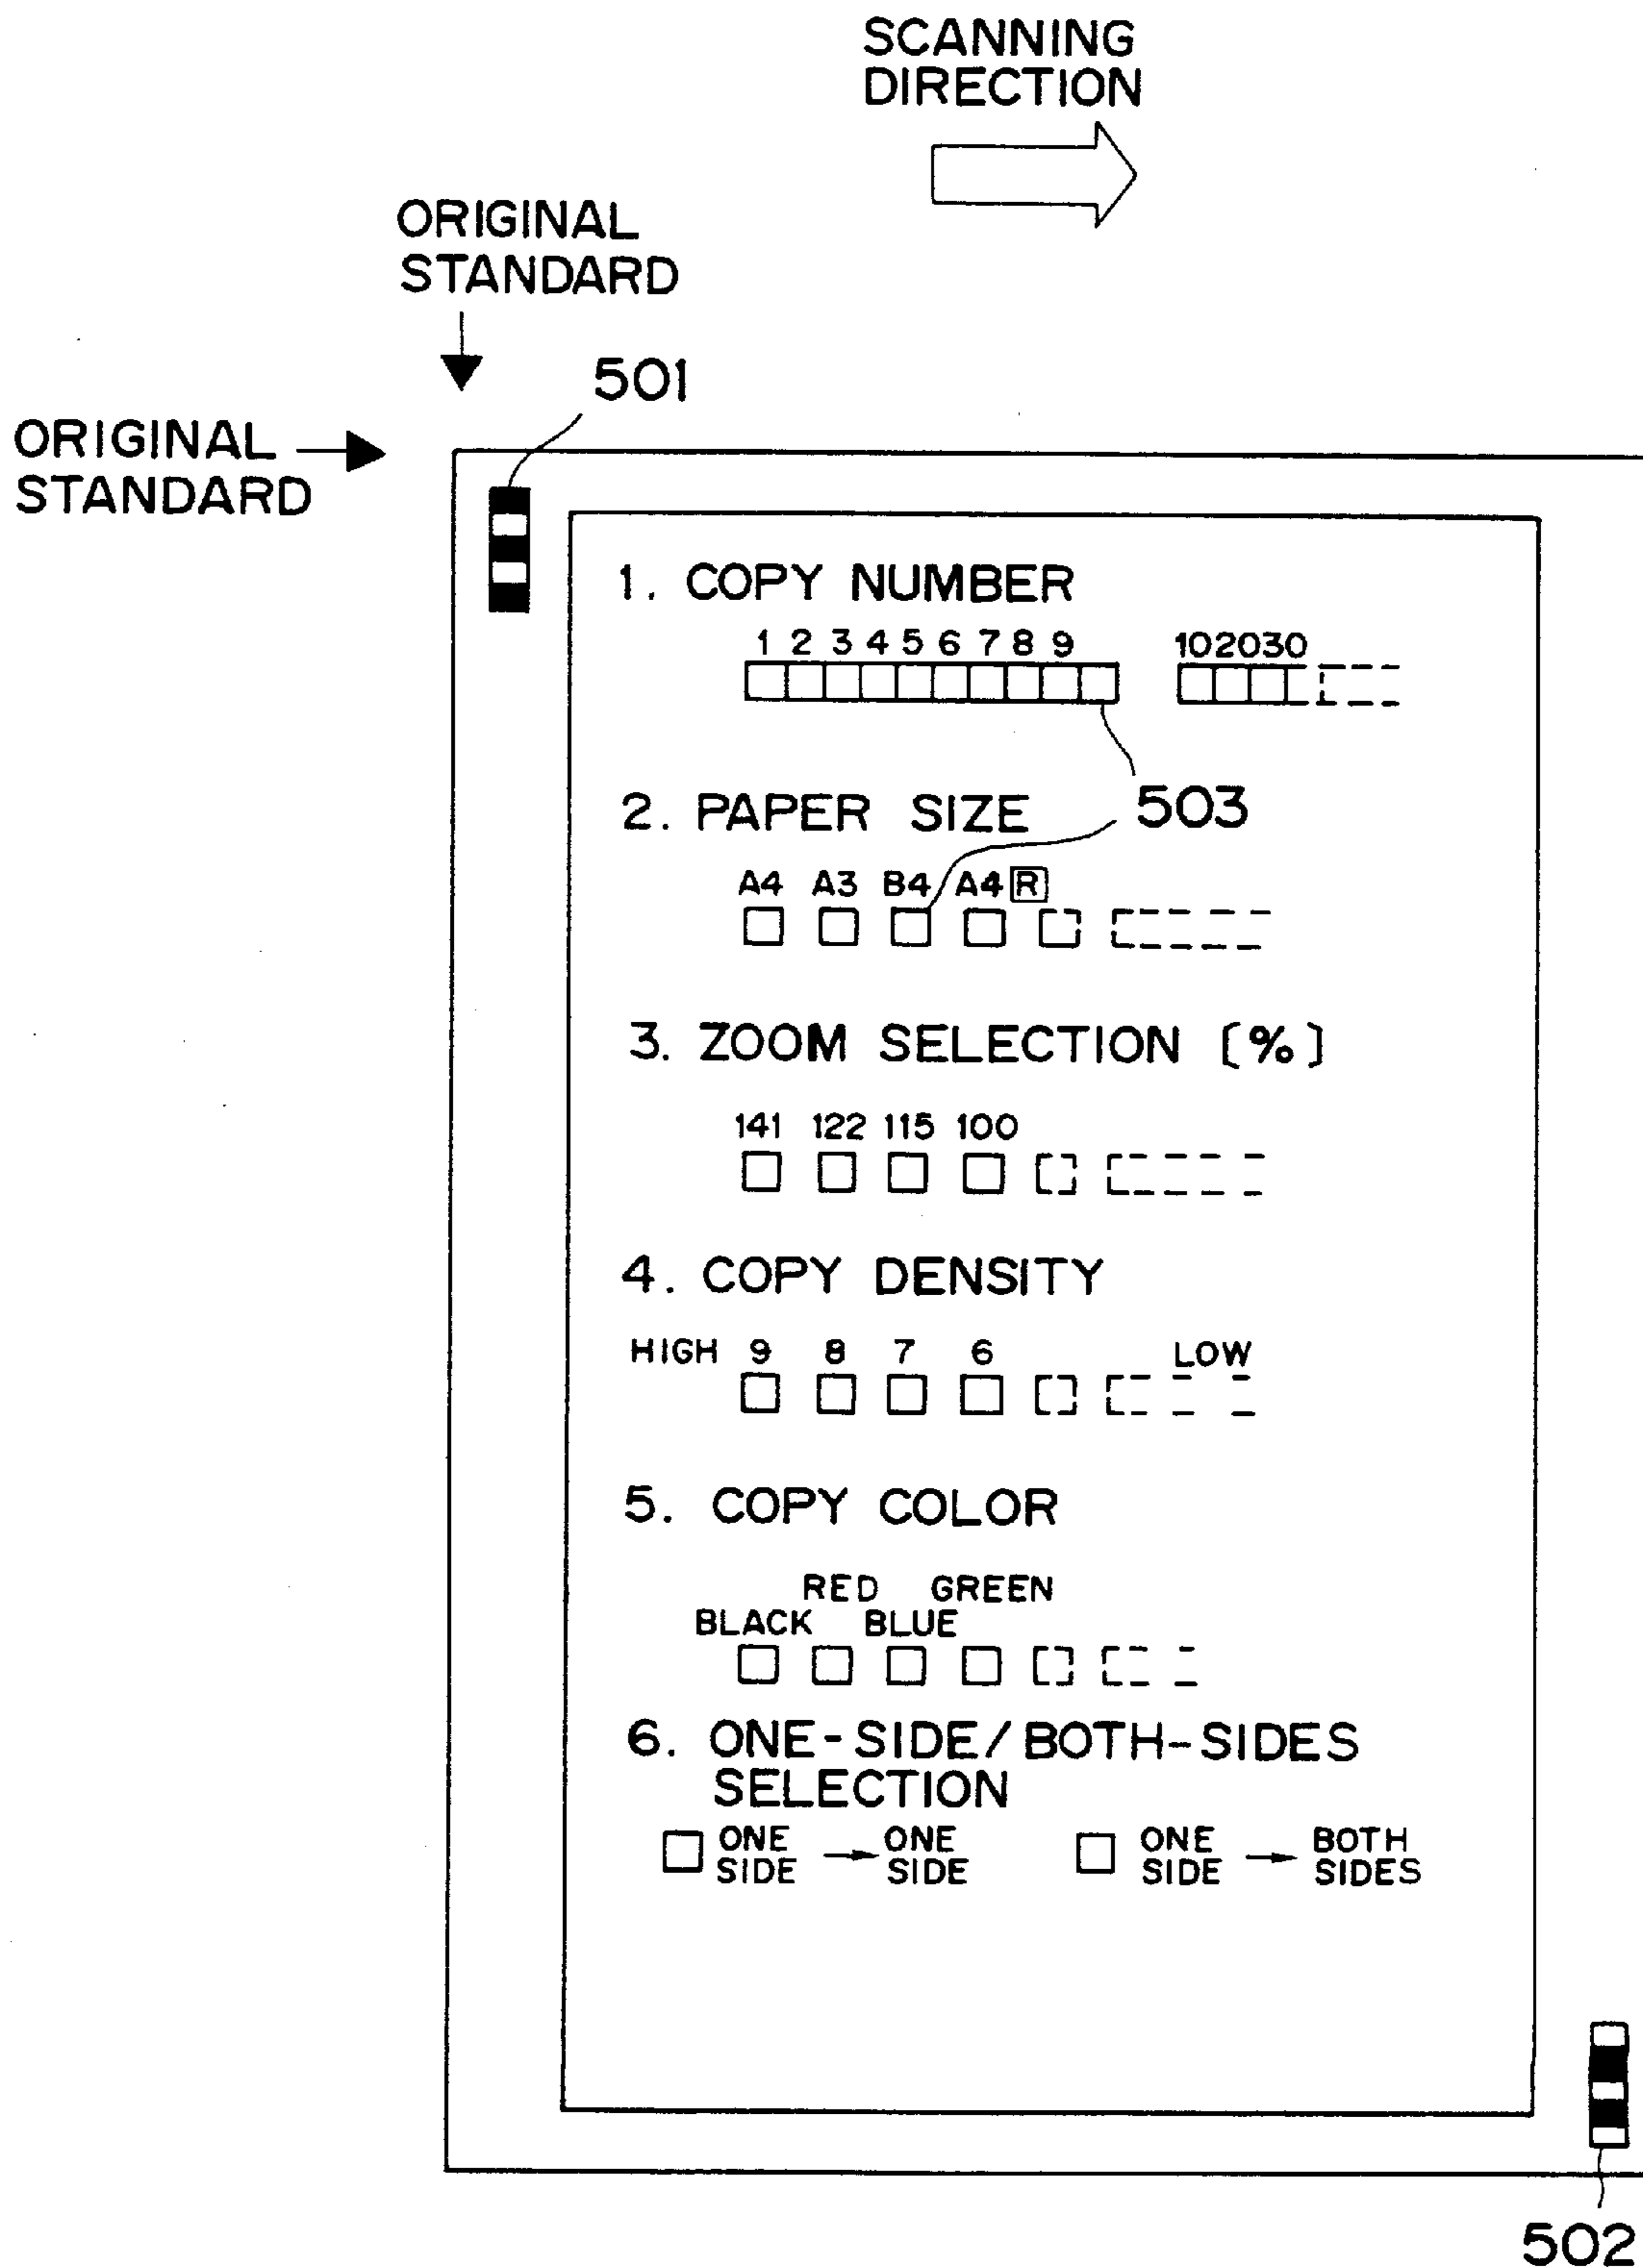 SCANNING
DIRECTION
ORIGINAL
STANDARD
501
ORIGINAL
STANDARD
1. COPY NUMBER
1 2 3 4 5 6 7 8 9 10 20 30
503
2. PAPER SIZE
A4 A3 B4 A4 R
3. ZOOM SELECTION [%]
141 122 115 100
4. COPY DENSITY
HIGH 9 8 7 6 LOW
5. COPY COLOR
RED GREEN
BLACK BLUE
6. ONE-SIDE/BOTH-SIDES
SELECTION
ONE ONE ONE BOTH
SIDE → SIDE SIDE → SIDES
502